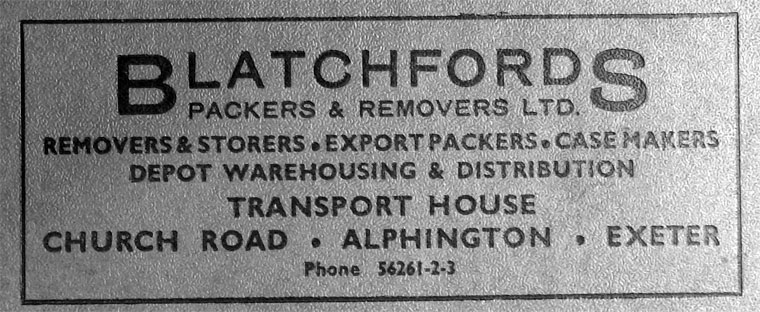 BLATCHFORDS
PACKERS & REMOVERS LTD.
REMOVERS & STORERS • EXPORT PACKERS • CASE MAKERS
DEPOT WAREHOUSING & DISTRIBUTION
TRANSPORT HOUSE
CHURCH ROAD • ALPHINGTON • EXETER
Phone 56261-2-3